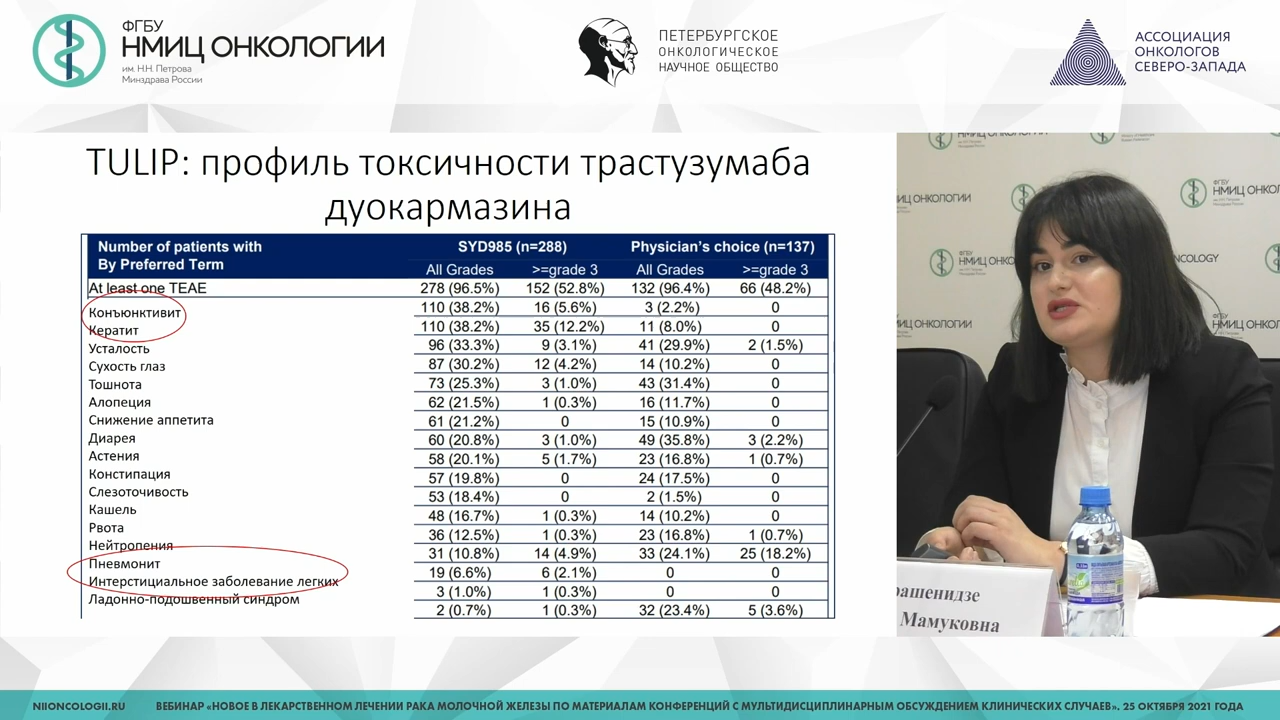 ФГБУ
НМИЦ ОНКОЛОГИИ
им. Н.Н. Петрова
Минздрава России
ПЕТЕРБУРГСКОЕ
ОНКОЛОГИЧЕСКОЕ
НАУЧНОЕ ОБЩЕСТВО
АССОЦИАЦИЯ
ОНКОЛОГОВ
СЕВЕРО-ЗАПАДА
TULIP: профиль токсичности трастузумаба
дуокармазина
Number of patients with By Preferred Term SYD985 (n=288) Physician's choice (n=137)
All Grades >=grade 3 All Grades >=grade 3
At least one TEAE 278 (96.5%) 152 (52.8%) 132 (96.4%) 66 (48.2%)
Конъюнктивит 110 (38.2%) 16 (5.6%) 3 (2.2%) 0
Кератит 110 (38.2%) 35 (12.2%) 11 (8.0%) 0
Усталость 96 (33.3%) 9 (3.1%) 41 (29.9%) 2 (1.5%)
Сухость глаз 87 (30.2%) 12 (4.2%) 14 (10.2%) 0
Тошнота 73 (25.3%) 3 (1.0%) 43 (31.4%) 0
Алопеция 62 (21.5%) 1 (0.3%) 16 (11.7%) 0
Снижение аппетита 61 (21.2%) 0 15 (10.9%) 0
Диарея 60 (20.8%) 3 (1.0%) 49 (35.8%) 3 (2.2%)
Астения 58 (20.1%) 5 (1.7%) 23 (16.8%) 1 (0.7%)
Констипация 57 (19.8%) 0 24 (17.5%) 0
Слезоточивость 53 (18.4%) 0 2 (1.5%) 0
Кашель 48 (16.7%) 1 (0.3%) 14 (10.2%) 0
Рвота 36 (12.5%) 1 (0.3%) 23 (16.8%) 1 (0.7%)
Нейтропения 31 (10.8%) 14 (4.9%) 33 (24.1%) 25 (18.2%)
Пневмонит 19 (6.6%) 6 (2.1%) 0 0
Интерстициальное заболевание легких 3 (1.0%) 1 (0.3%) 0 0
Ладонно-подошвенный синдром 2 (0.7%) 1 (0.3%) 32 (23.4%) 5 (3.6%)
ФГБУ
НМИЦ ОНКОЛОГИИ
НМИЦ ОНКОЛОГИИ
рашенидзе
Мамуковна
NIIONCOLOGII.RU
ВЕБИНАР «НОВОЕ В ЛЕКАРСТВЕННОМ ЛЕЧЕНИИ РАКА МОЛОЧНОЙ ЖЕЛЕЗЫ ПО МАТЕРИАЛАМ КОНФЕРЕНЦИЙ С МУЛЬТИДИСЦИПЛИНАРНЫМ ОБСУЖДЕНИЕМ КЛИНИЧЕСКИХ СЛУЧАЕВ». 25 ОКТЯБРЯ 2021 ГОДА